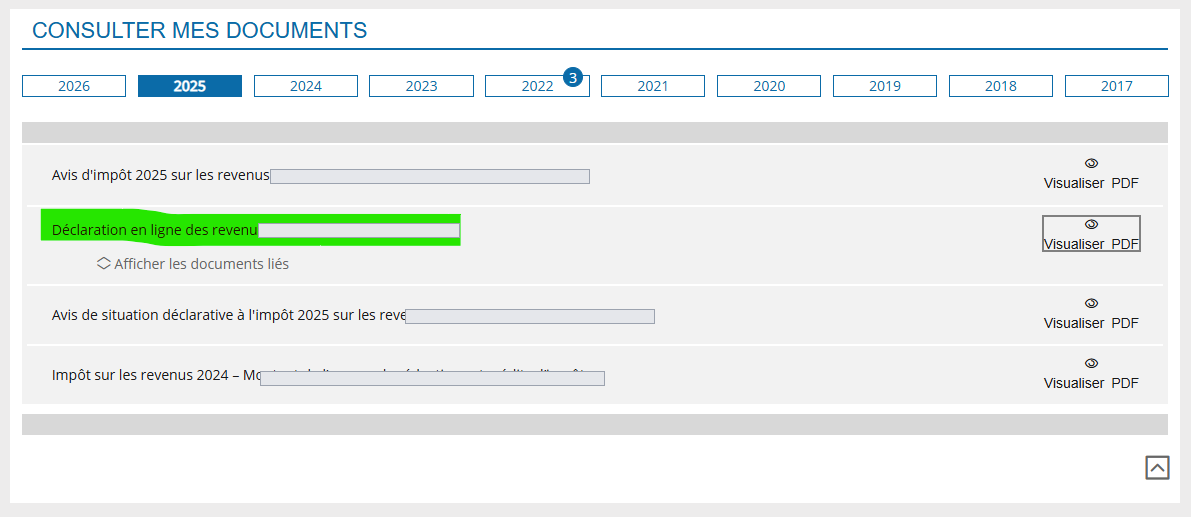 CONSULTER MES DOCUMENTS
2026 2025 2024 2023 2022 3 2021 2020 2019 2018 2017
Avis d'impôt 2025 sur les revenus
Visualiser PDF
Déclaration en ligne des revenu
Visualiser PDF
Afficher les documents liés
Avis de situation déclarative à l'impôt 2025 sur les reve
Visualiser PDF
Impôt sur les revenus 2024 –
Visualiser PDF